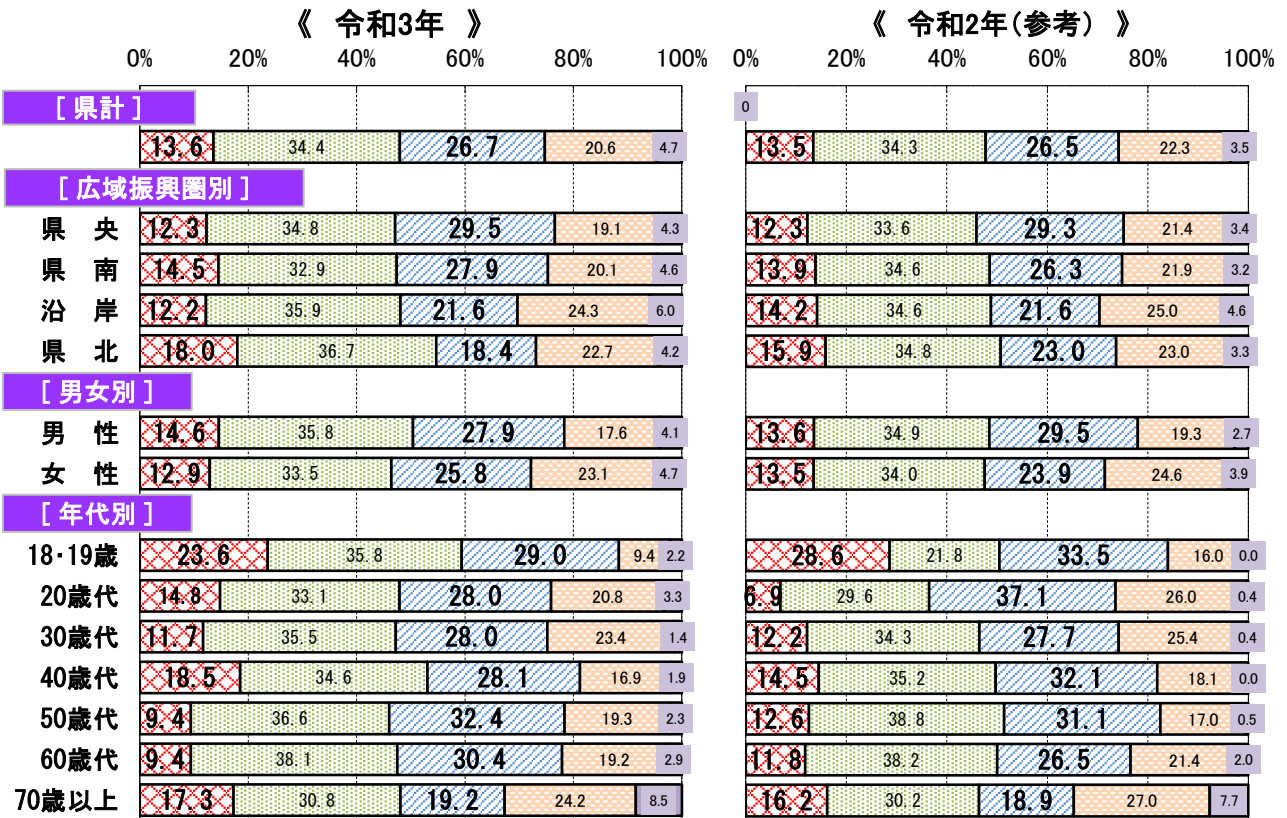 《 令和3年 》 《 令和2年(参考) 》
0% 20% 40% 60% 80% 100% 0% 20% 40% 60% 80% 100%
[ 県計 ] 0
13.6 34.4 26.7 20.6 4.7 13.5 34.3 26.5 22.3 3.5
[ 広域振興圏別 ]
県 央 12.3 34.8 29.5 19.1 4.3 12.3 33.6 29.3 21.4 3.4
県 南 14.5 32.9 27.9 20.1 4.6 13.9 34.6 26.3 21.9 3.2
沿 岸 12.2 35.9 21.6 24.3 6.0 14.2 34.6 21.6 25.0 4.6
県 北 18.0 36.7 18.4 22.7 4.2 15.9 34.8 23.0 23.0 3.3
[ 男女別 ]
男 性 14.6 35.8 27.9 17.6 4.1 13.6 34.9 29.5 19.3 2.7
女 性 12.9 33.5 25.8 23.1 4.7 13.5 34.0 23.9 24.6 3.9
[ 年代別 ]
18・19歳 23.6 35.8 29.0 9.4 2.2 28.6 21.8 33.5 16.0 0.0
20歳代 14.8 33.1 28.0 20.8 3.3 6.9 29.6 37.1 26.0 0.4
30歳代 11.7 35.5 28.0 23.4 1.4 12.2 34.3 27.7 25.4 0.4
40歳代 18.5 34.6 28.1 16.9 1.9 14.5 35.2 32.1 18.1 0.0
50歳代 9.4 36.6 32.4 19.3 2.3 12.6 38.8 31.1 17.0 0.5
60歳代 9.4 38.1 30.4 19.2 2.9 11.8 38.2 26.5 21.4 2.0
70歳以上 17.3 30.8 19.2 24.2 8.5 16.2 30.2 18.9 27.0 7.7